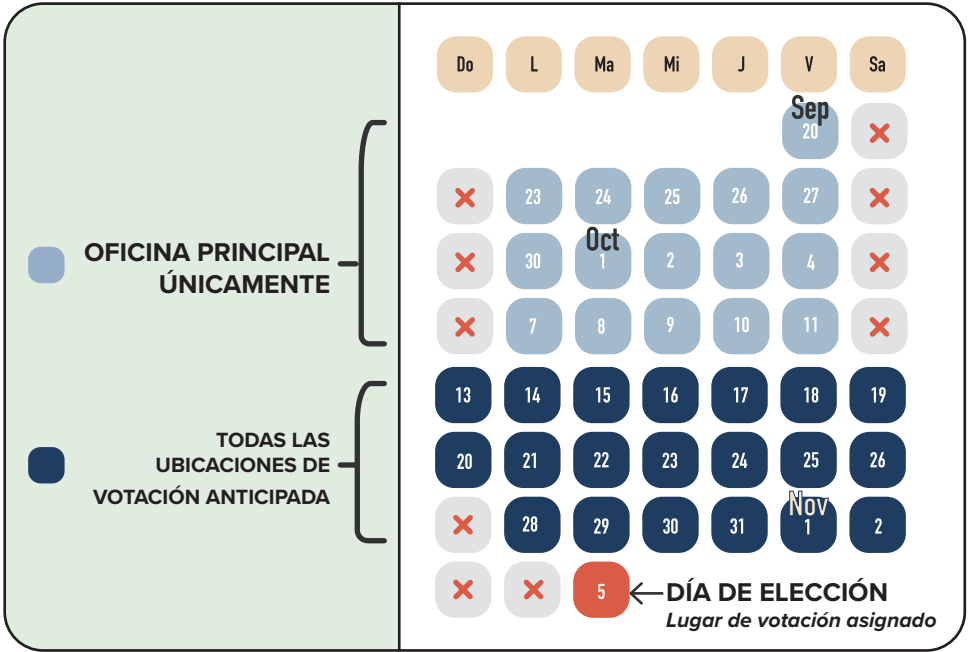 Do L Ma Mi J V Sa
Sep
20
23 24 25 26 27
Oct
30 1 2 3 4
7 8 9 10 11
OFICINA PRINCIPAL
ÚNICAMENTE
13 14 15 16 17 18 19
20 21 22 23 24 25 26
Nov
28 29 30 31 1 2
TODAS LAS
UBICACIONES DE
VOTACIÓN ANTICIPADA
5 DÍA DE ELECCIÓN
Lugar de votación asignado